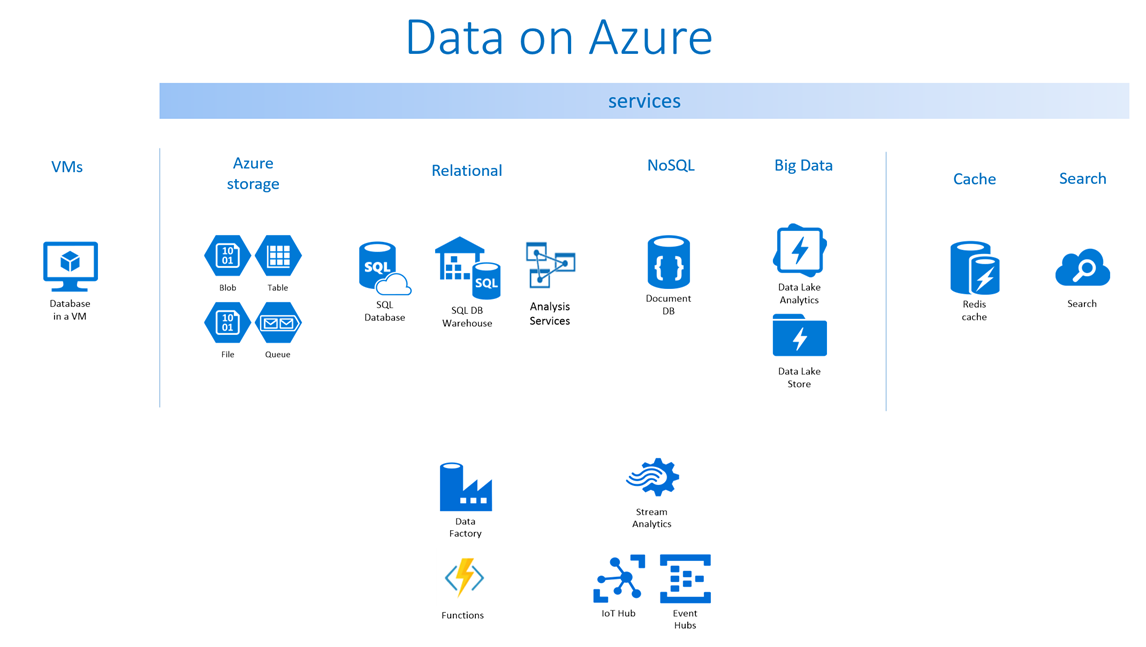 Data on Azure
services
VMs
Azure
storage
Relational
NoSQL
Big Data
Cache
Search
10
01
Blob
Table
10
01
File
Queue
Database
in a VM
SQL
SQL
Database
SQL
SQL DB
Warehouse
Analysis
Services
{ }
Document
DB
Data Lake
Analytics
Data Lake
Store
Redis
cache
Search
Data
Factory
Stream
Analytics
Functions
IoT Hub
Event
Hubs